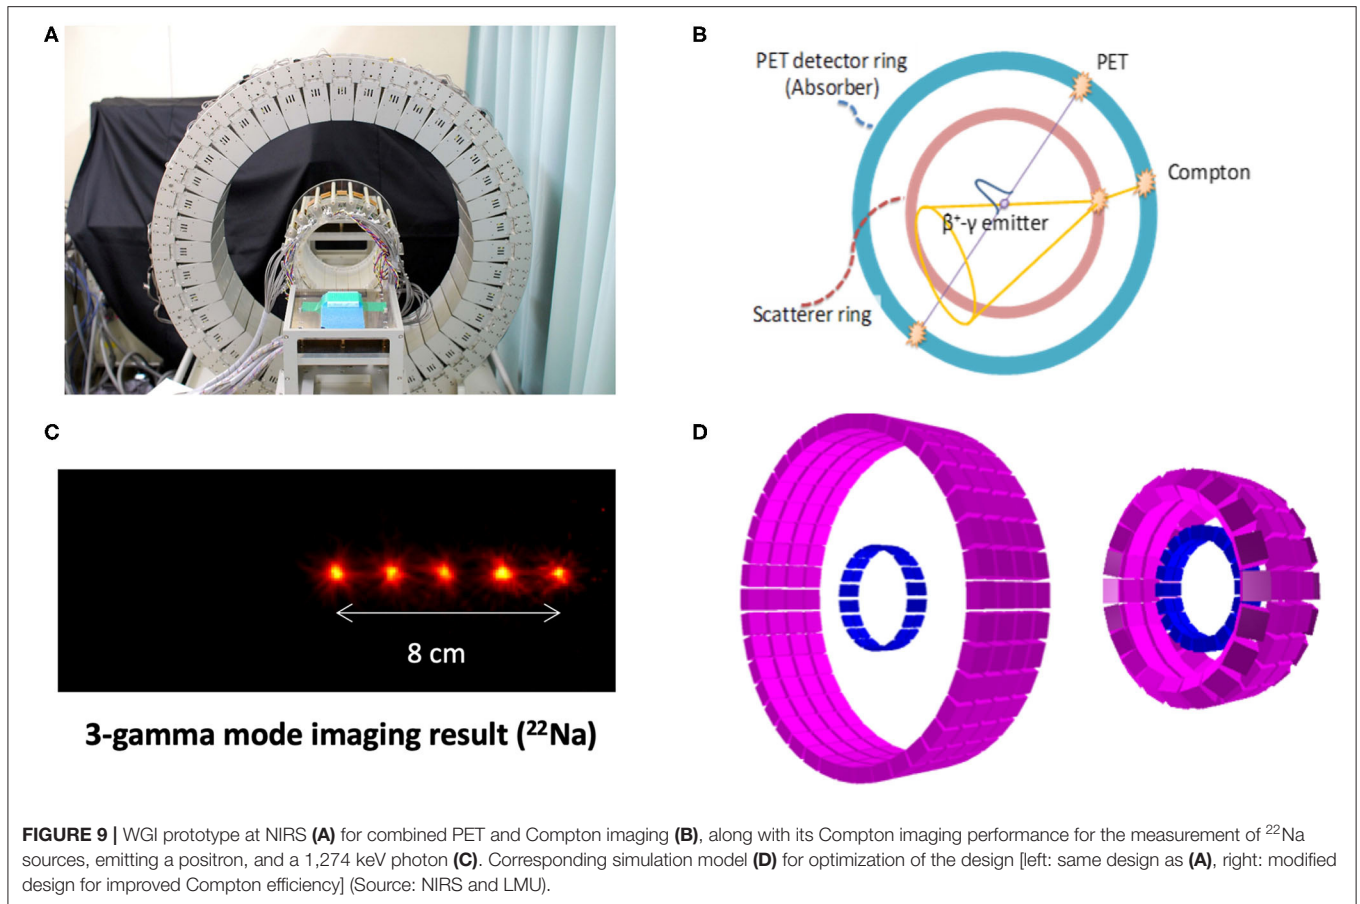 A
B
PET detector ring
(Absorber)
PET
Compton
β⁺-γ emitter
Scatterer ring
C
8 cm
3-gamma mode imaging result (²²Na)
D
FIGURE 9 | WGI prototype at NIRS (A) for combined PET and Compton imaging (B), along with its Compton imaging performance for the measurement of ²²Na
sources, emitting a positron, and a 1,274 keV photon (C). Corresponding simulation model (D) for optimization of the design [left: same design as (A), right: modified
design for improved Compton efficiency] (Source: NIRS and LMU).